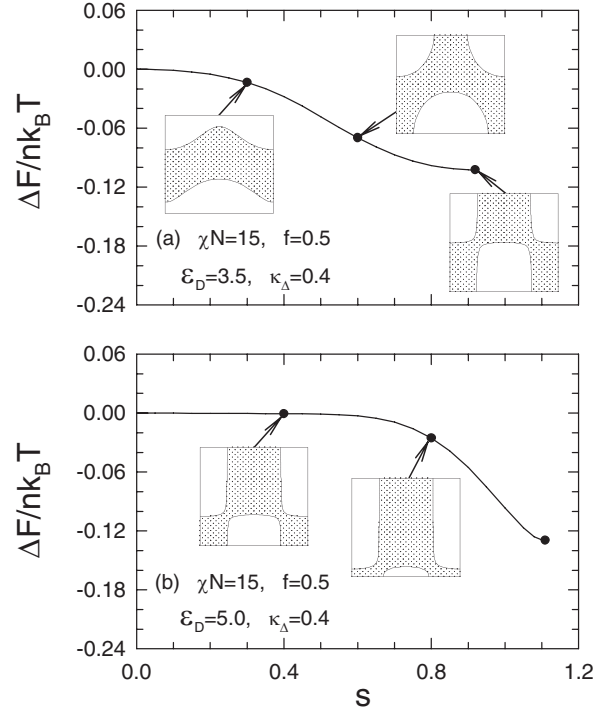 0.06
0.00
-0.06
-0.12
-0.18
-0.24
ΔF/nk_BT
(a) χN=15, f=0.5
ε_D=3.5, κ_Δ=0.4
0.06
0.00
-0.06
-0.12
-0.18
-0.24
ΔF/nk_BT
(b) χN=15, f=0.5
ε_D=5.0, κ_Δ=0.4
0.0 0.4 0.8 1.2
s